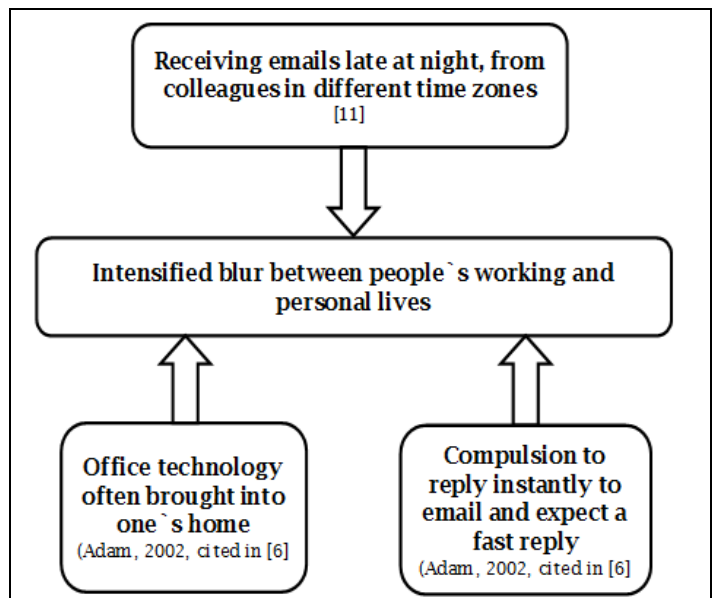 Receiving emails late at night, from
colleagues in different time zones
[11]
Intensified blur between people`s working and
personal lives
Office technology
often brought into
one`s home
(Adam, 2002, cited in [6]
Compulsion to
reply instantly to
email and expect a
fast reply
(Adam, 2002, cited in [6]